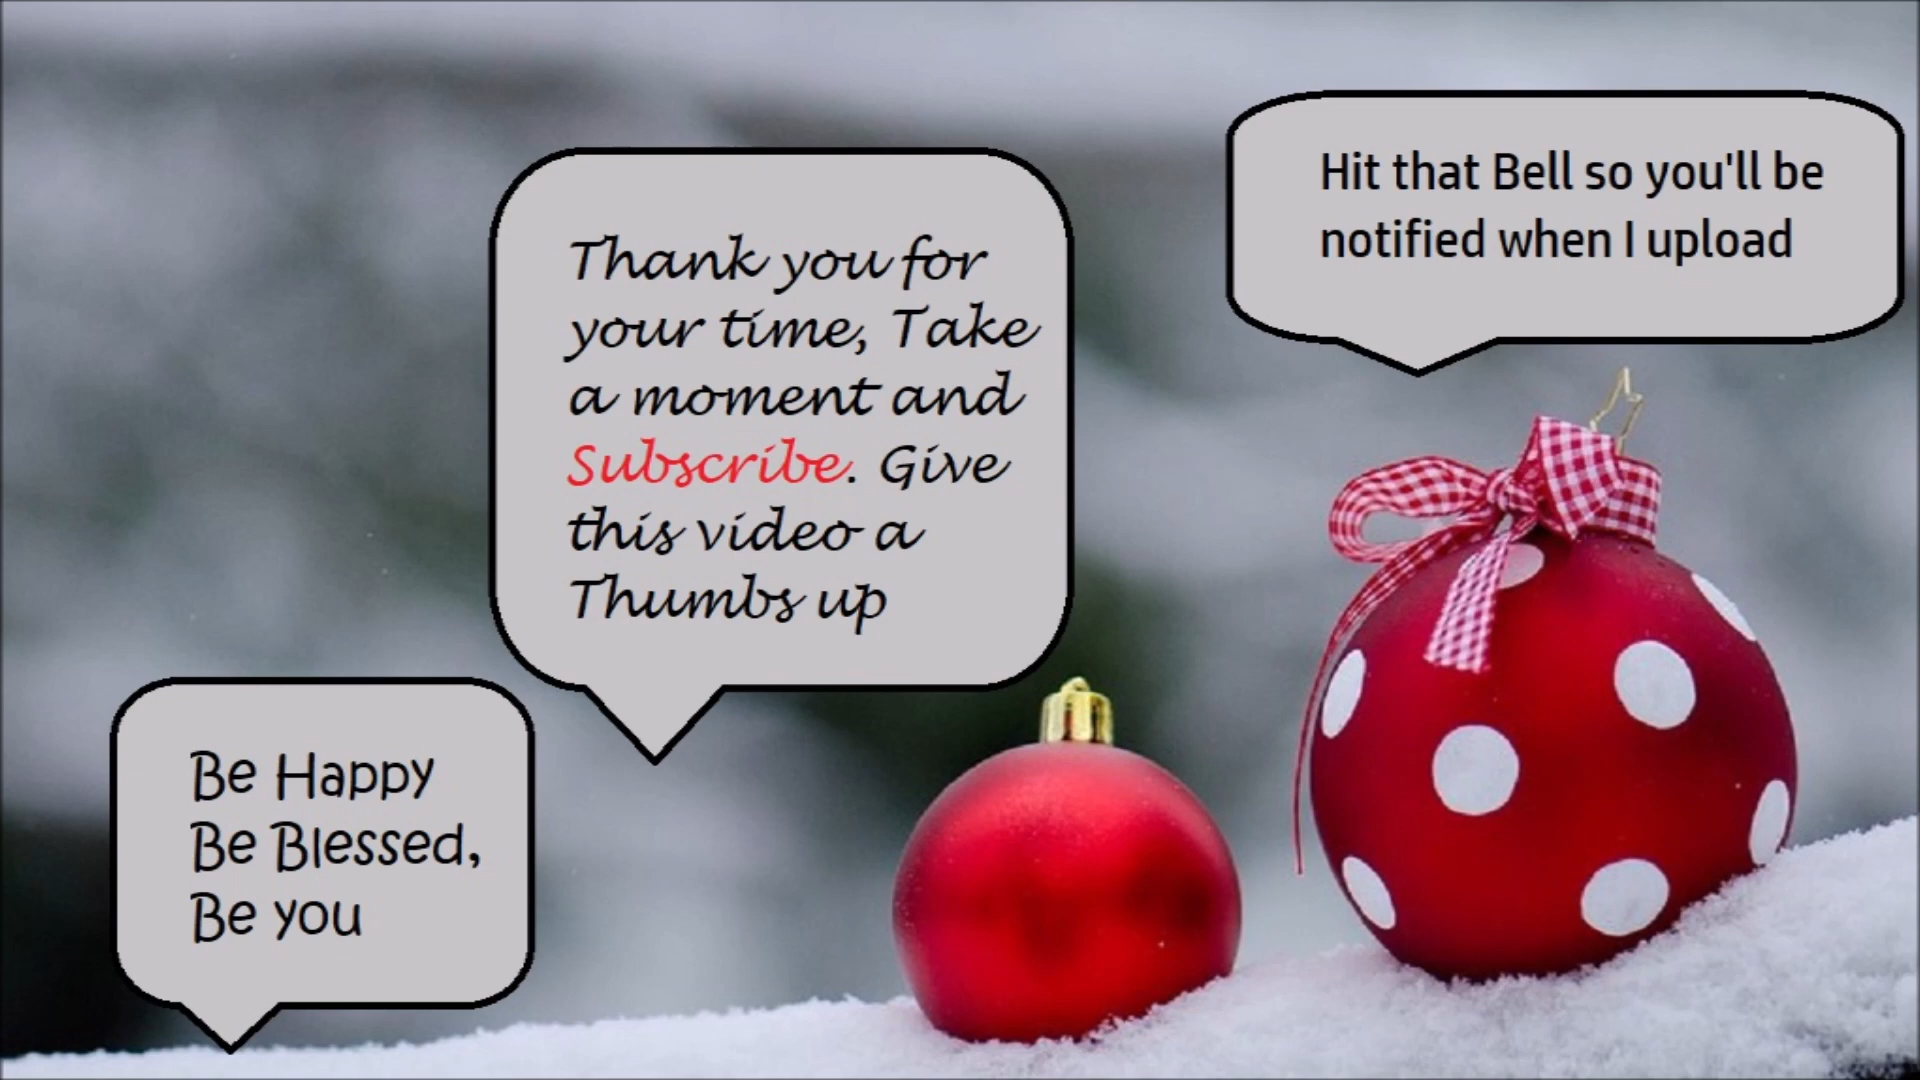 Hit that Bell so you'll be
notified when I upload
Thank you for
your time, Take
a moment and
Subscribe. Give
this video a
Thumbs up
Be Happy
Be Blessed,
Be you